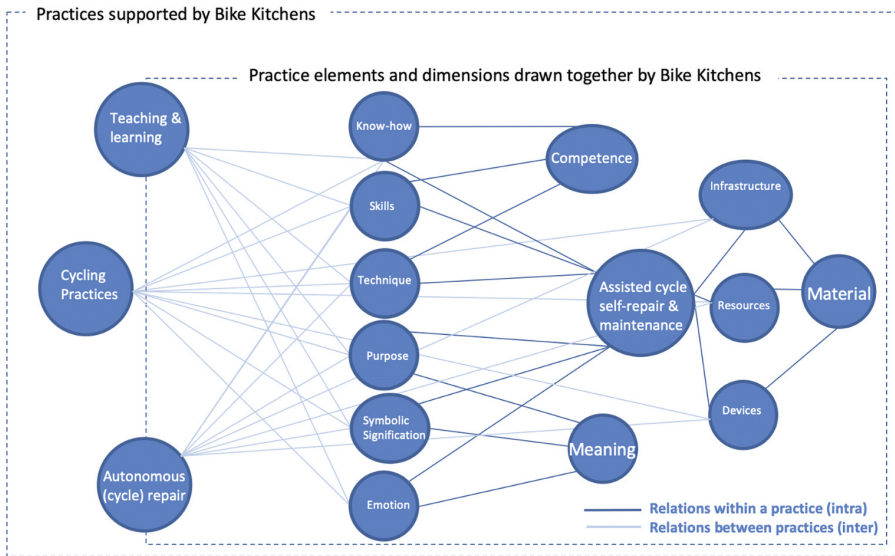 Practices supported by Bike Kitchens
Practice elements and dimensions drawn together by Bike Kitchens
Teaching &
learning
Cycling
Practices
Autonomous
(cycle) repair
Know-how
Skills
Technique
Purpose
Symbolic
Signification
Emotion
Competence
Assisted cycle
self-repair &
maintenance
Meaning
Infrastructure
Resources
Devices
Material
Relations within a practice (intra)
Relations between practices (inter)